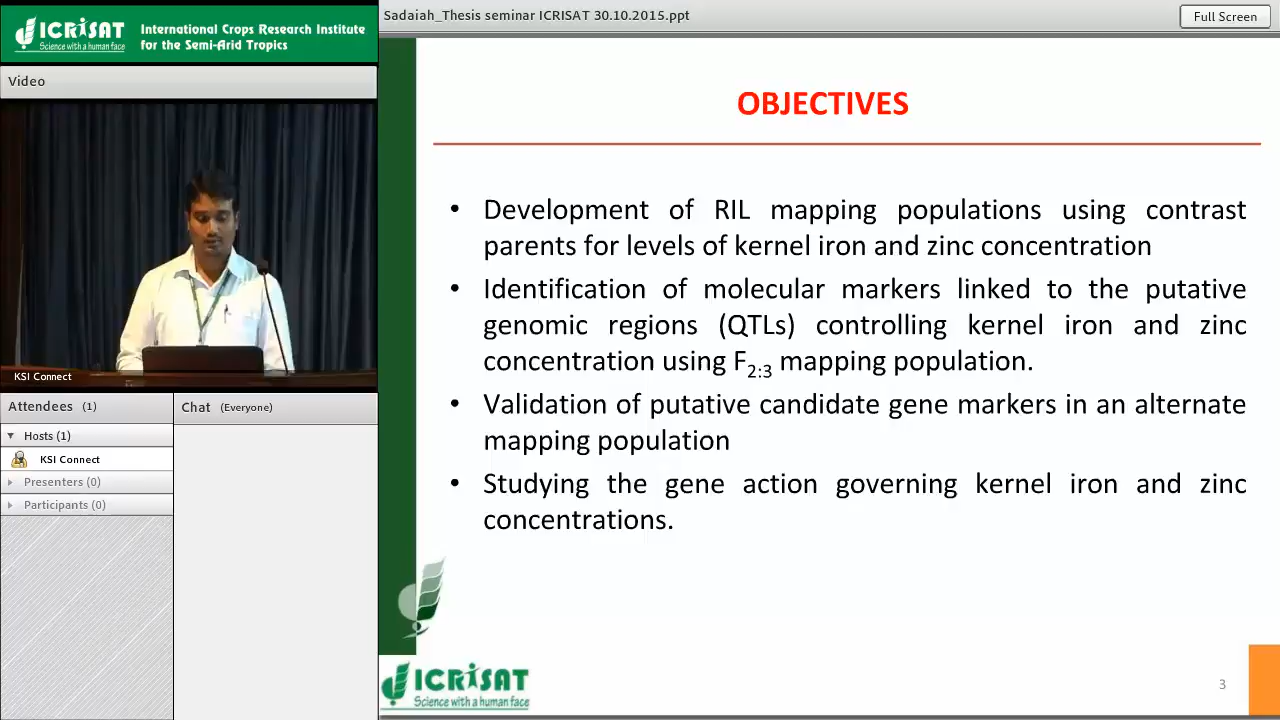 ICRISAT
Science with a human face
International Crops Research Institute
for the Semi-Arid Tropics
Sadaiah_Thesis seminar ICRISAT 30.10.2015.ppt
Full Screen
Video
KSI Connect
Attendees (1)
Hosts (1)
KSI Connect
Presenters (0)
Participants (0)
Chat (Everyone)
OBJECTIVES
• Development of RIL mapping populations using contrast
parents for levels of kernel iron and zinc concentration
• Identification of molecular markers linked to the putative
genomic regions (QTLs) controlling kernel iron and zinc
concentration using F2:3 mapping population.
• Validation of putative candidate gene markers in an alternate
mapping population
• Studying the gene action governing kernel iron and zinc
concentrations.
ICRISAT
Science with a human face
3